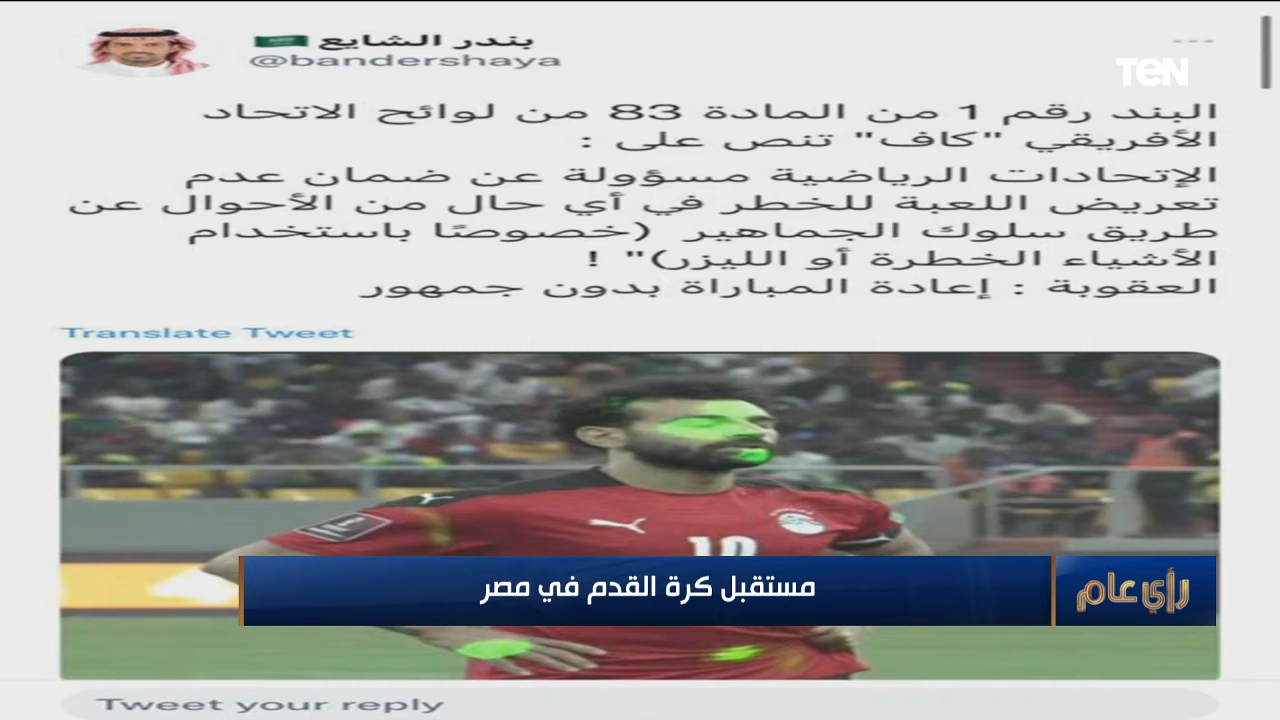 بندر الشايع
@bandershaya
TEN
البند رقم 1 من المادة 83 من لوائح الاتحاد
الأفريقي "كاف" تنص على :
الإتحادات الرياضية مسؤولة عن ضمان عدم
تعريض اللعبة للخطر في أي حال من الأحوال عن
طريق سلوك الجماهير (خصوصًا باستخدام
الأشياء الخطرة أو الليزر)" !
العقوبة : إعادة المباراة بدون جمهور
Translate Tweet
10
رأي عام
مستقبل كرة القدم في مصر
Tweet your reply